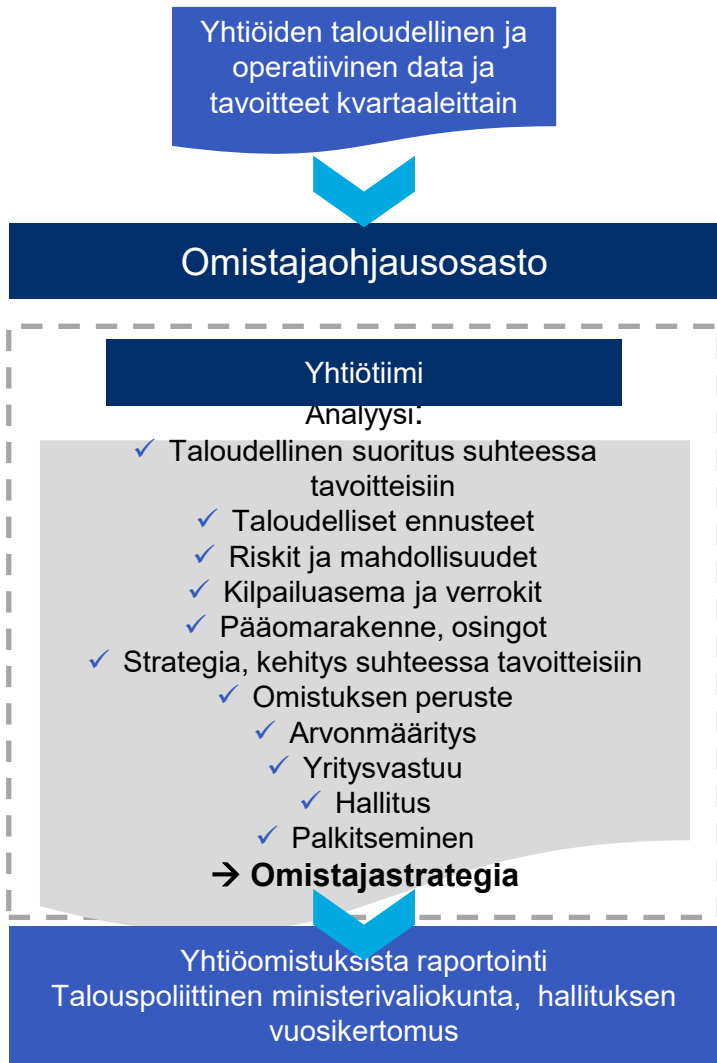 Yhtiöiden taloudellinen ja
operatiivinen data ja
tavoitteet kvartaaleittain
Omistajaohjausosasto
Yhtiötiimi
Analyysi:
✓ Taloudellinen suoritus suhteessa
tavoitteisiin
✓ Taloudelliset ennusteet
✓ Riskit ja mahdollisuudet
✓ Kilpailuasema ja verrokit
✓ Pääomarakenne, osingot
✓ Strategia, kehitys suhteessa tavoitteisiin
✓ Omistuksen peruste
✓ Arvonmääritys
✓ Yritysvastuu
✓ Hallitus
✓ Palkitseminen
→ Omistajastrategia
Yhtiöomistuksista raportointi
Talouspoliittinen ministerivaliokunta, hallituksen
vuosikertomus